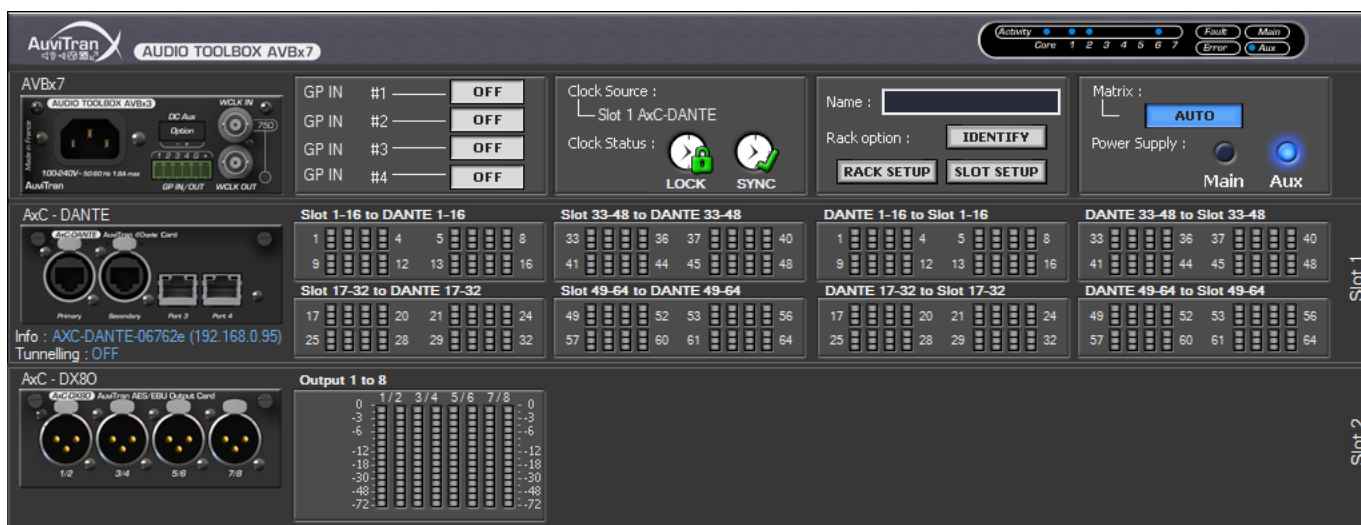 AuviTran
AUDIO TOOLBOX AVBx7
Activity
Core 1 2 3 4 5 6 7
Fault Main
Error Aux
AVBx7
AUDIO TOOLBOX AVBx3
WCLK IN
DC Aux
Option
75Ω
Made in France
1 2 3 4 G +
100-240V~ 50/60 Hz 1.8A max
AuviTran
GP IN/OUT
WCLK OUT
GP IN #1 OFF
GP IN #2 OFF
GP IN #3 OFF
GP IN #4 OFF
Clock Source :
Slot 1 AxC-DANTE
Clock Status :
LOCK SYNC
Name :
Rack option : IDENTIFY
RACK SETUP SLOT SETUP
Matrix :
AUTO
Power Supply :
Main Aux
AxC - DANTE
AxC-DANTE AuviTran Dante Card
Primary Secondary Port 3 Port 4
Info : AXC-DANTE-06762e (192.168.0.95)
Tunnelling : OFF
Slot 1-16 to DANTE 1-16
1 4 5 8
9 12 13 16
Slot 33-48 to DANTE 33-48
33 36 37 40
41 44 45 48
DANTE 1-16 to Slot 1-16
1 4 5 8
9 12 13 16
DANTE 33-48 to Slot 33-48
33 36 37 40
41 44 45 48
Slot 17-32 to DANTE 17-32
17 20 21 24
25 28 29 32
Slot 49-64 to DANTE 49-64
49 52 53 56
57 60 61 64
DANTE 17-32 to Slot 17-32
17 20 21 24
25 28 29 32
DANTE 49-64 to Slot 49-64
49 52 53 56
57 60 61 64
Slot 1
AxC - DX8O
AxC-DX8O AuviTran AES/EBU Output Card
1/2 3/4 5/6 7/8
Output 1 to 8
1/2 3/4 5/6 7/8
0 0
-3 -3
-6 -6
-12 -12
-18 -18
-30 -30
-48 -48
-72 -72
Slot 2